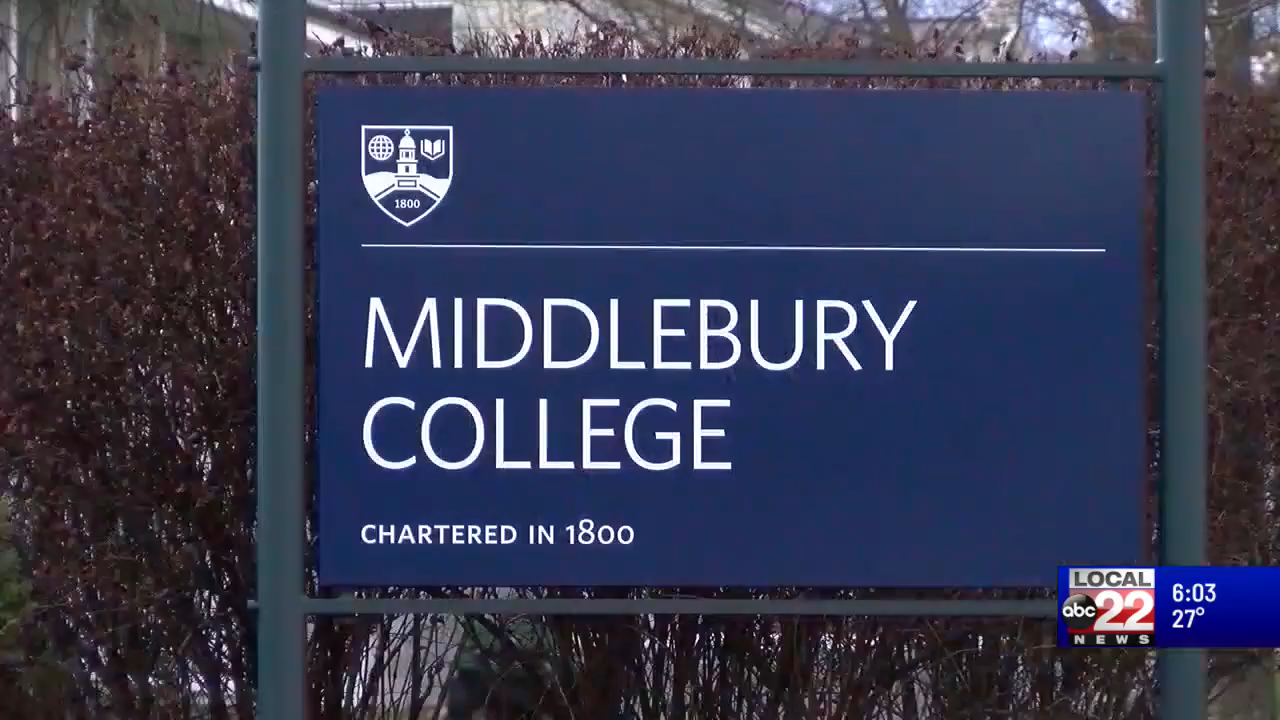 1800
MIDDLEBURY
COLLEGE
CHARTERED IN 1800
LOCAL
abc 22
NEWS
6:03
27°